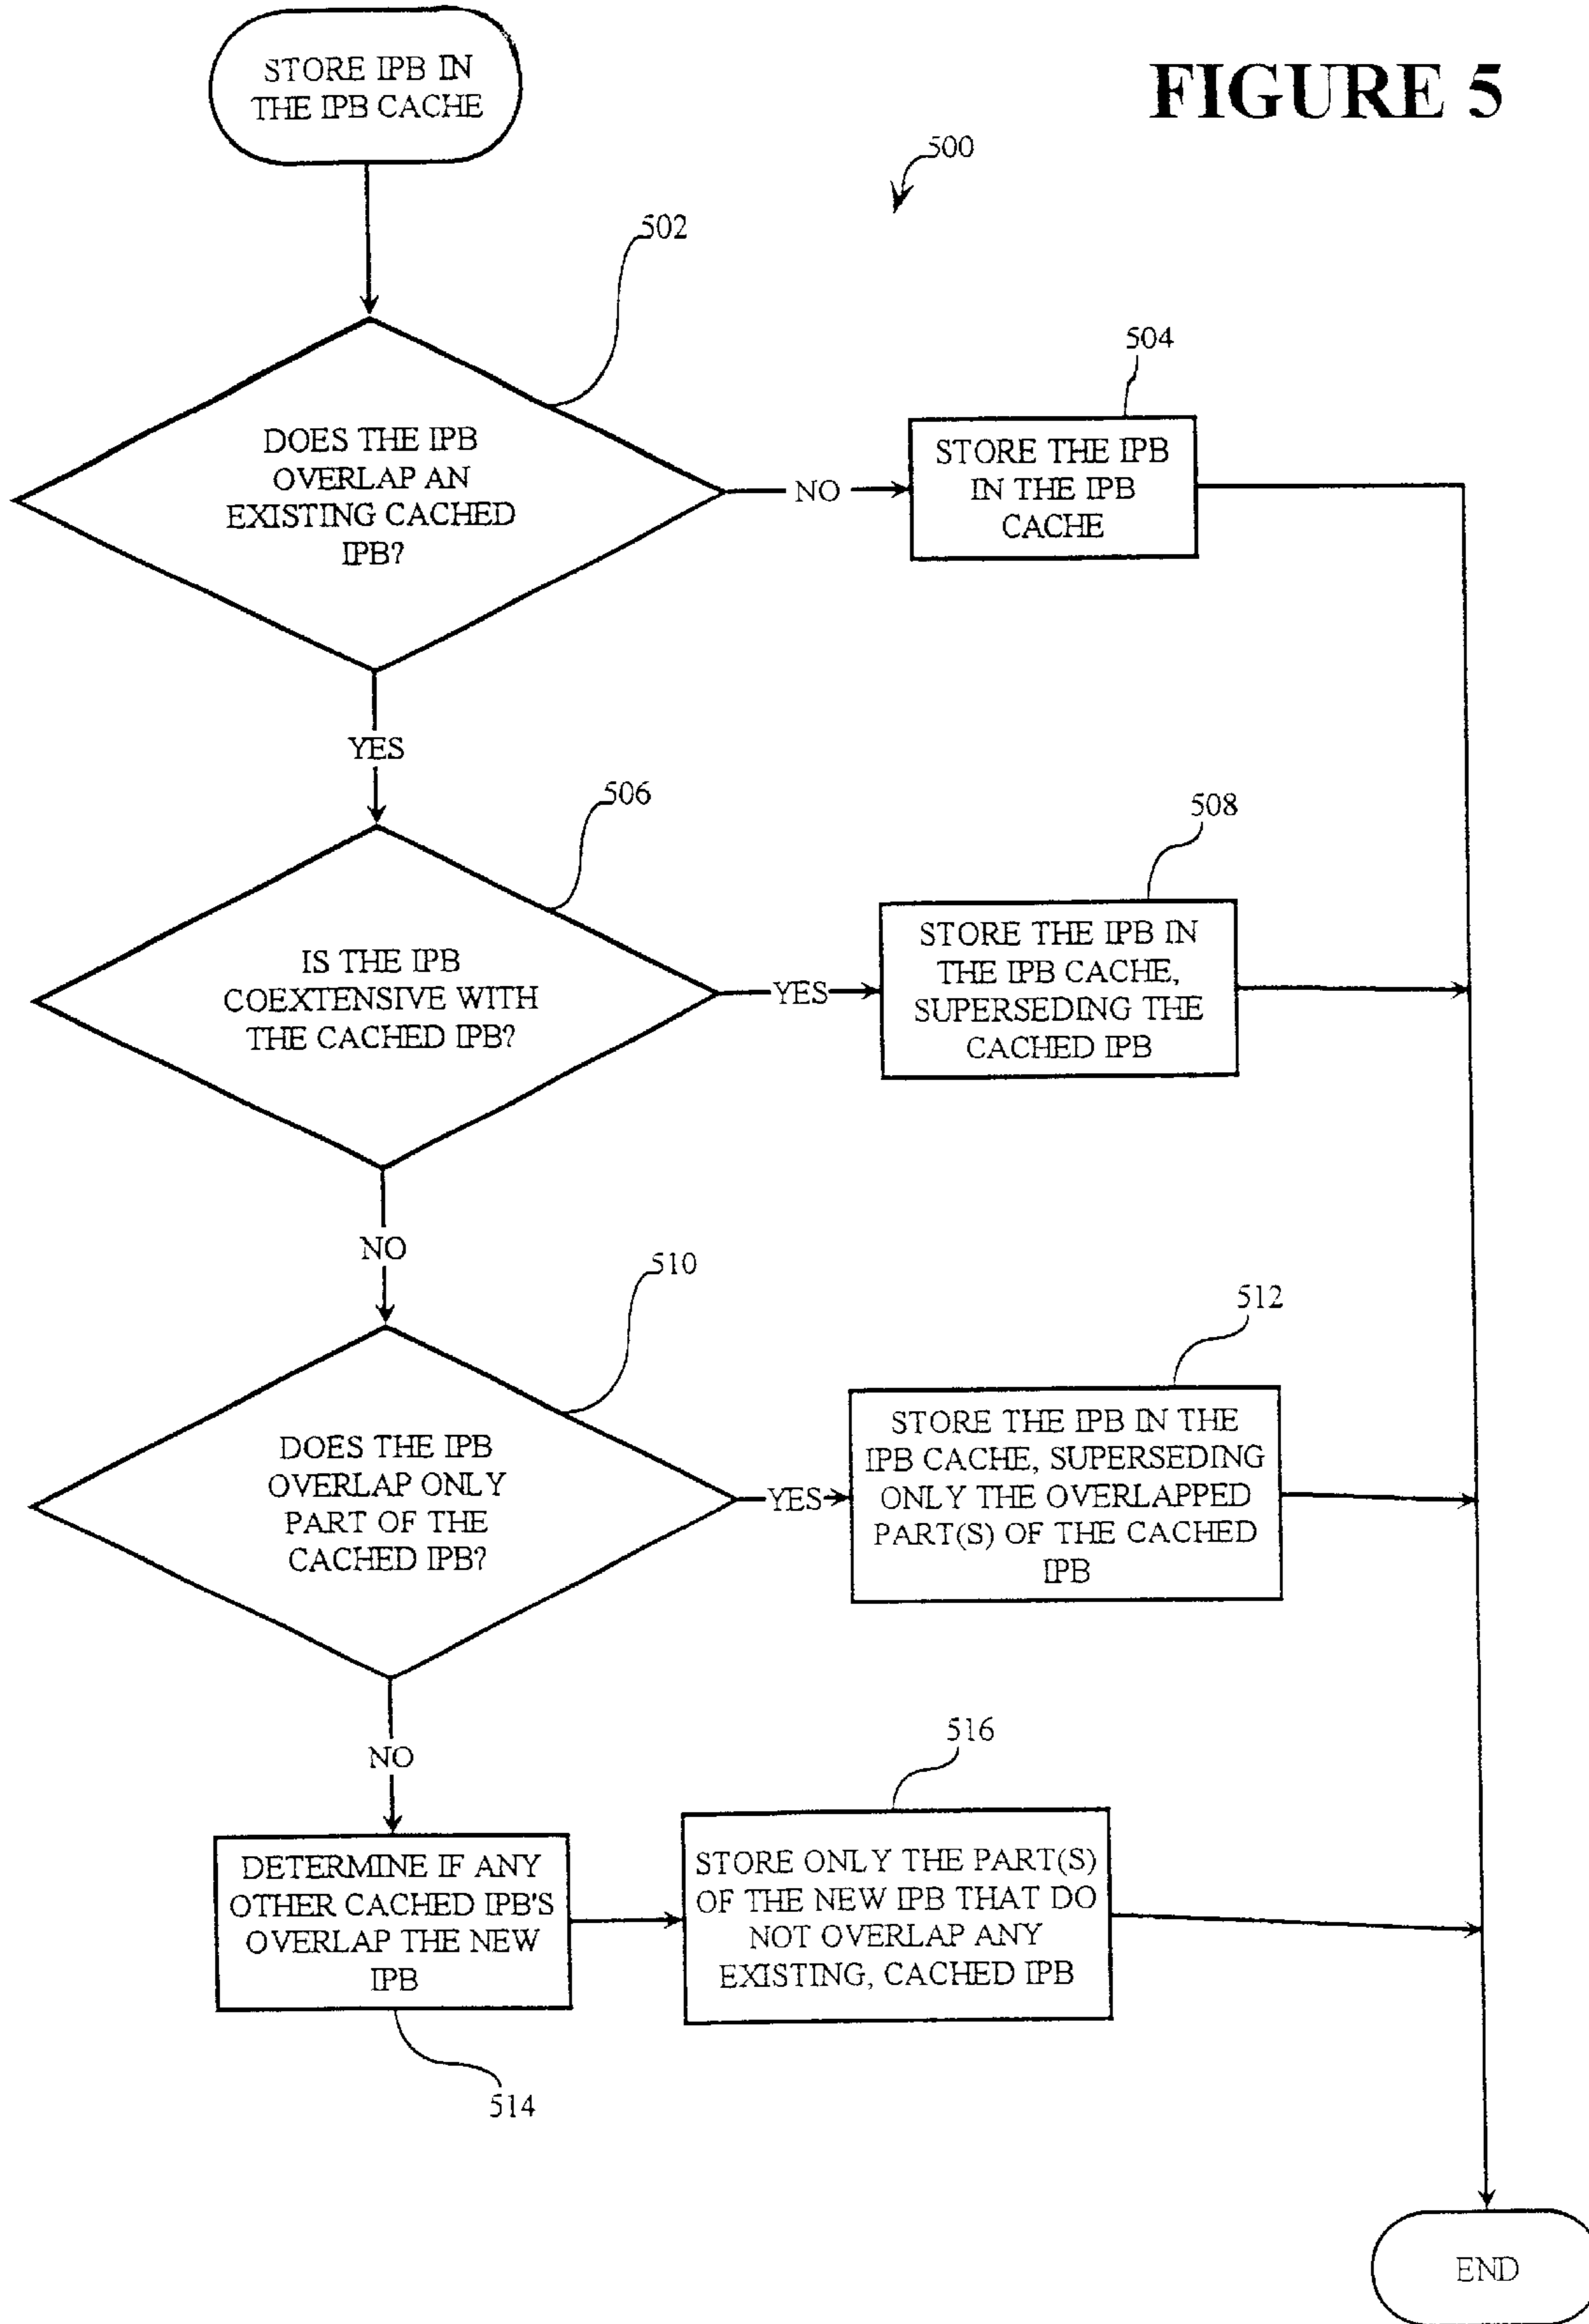 STORE IPB IN
THE IPB CACHE
FIGURE 5
500
502
DOES THE IPB
OVERLAP AN
EXISTING CACHED
IPB?
NO
504
STORE THE IPB
IN THE IPB
CACHE
YES
506
IS THE IPB
COEXTENSIVE WITH
THE CACHED IPB?
YES
508
STORE THE IPB IN
THE IPB CACHE,
SUPERSEDING THE
CACHED IPB
NO
510
DOES THE IPB
OVERLAP ONLY
PART OF THE
CACHED IPB?
YES
512
STORE THE IPB IN THE
IPB CACHE, SUPERSEDING
ONLY THE OVERLAPPED
PART(S) OF THE CACHED
IPB
NO
DETERMINE IF ANY
OTHER CACHED IPB'S
OVERLAP THE NEW
IPB
514
516
STORE ONLY THE PART(S)
OF THE NEW IPB THAT DO
NOT OVERLAP ANY
EXISTING, CACHED IPB
END